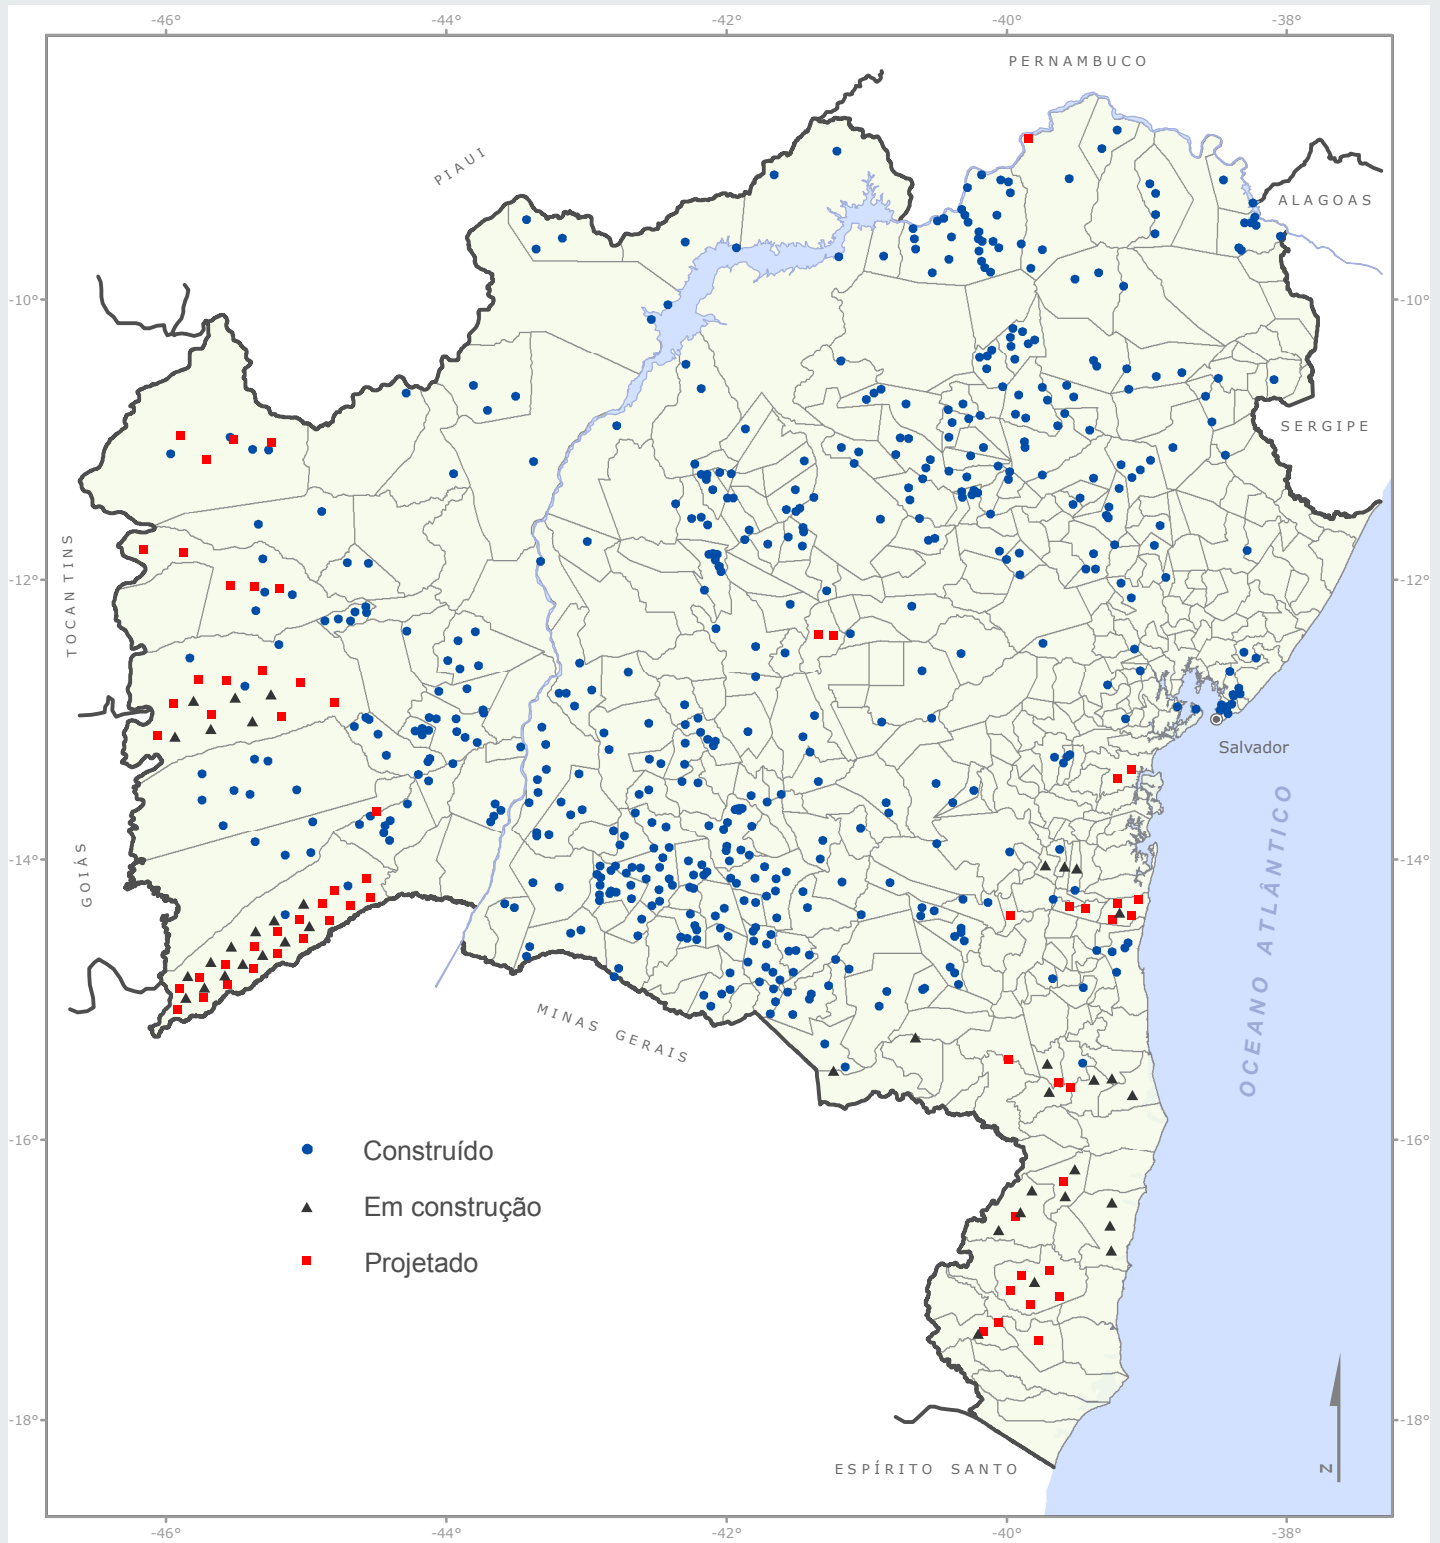 -46° -44° -42° -40° -38°
PERNAMBUCO
PIAUI
ALAGOAS
-10° -10°
SERGIPE
TOCANTINS
-12° -12°
Salvador
OCEANO ATLÂNTICO
GOIÁS
-14° -14°
MINAS GERAIS
-16° -16°
Construído
Em construção
Projetado
-18° -18°
ESPÍRITO SANTO
N
-46° -44° -42° -40° -38°